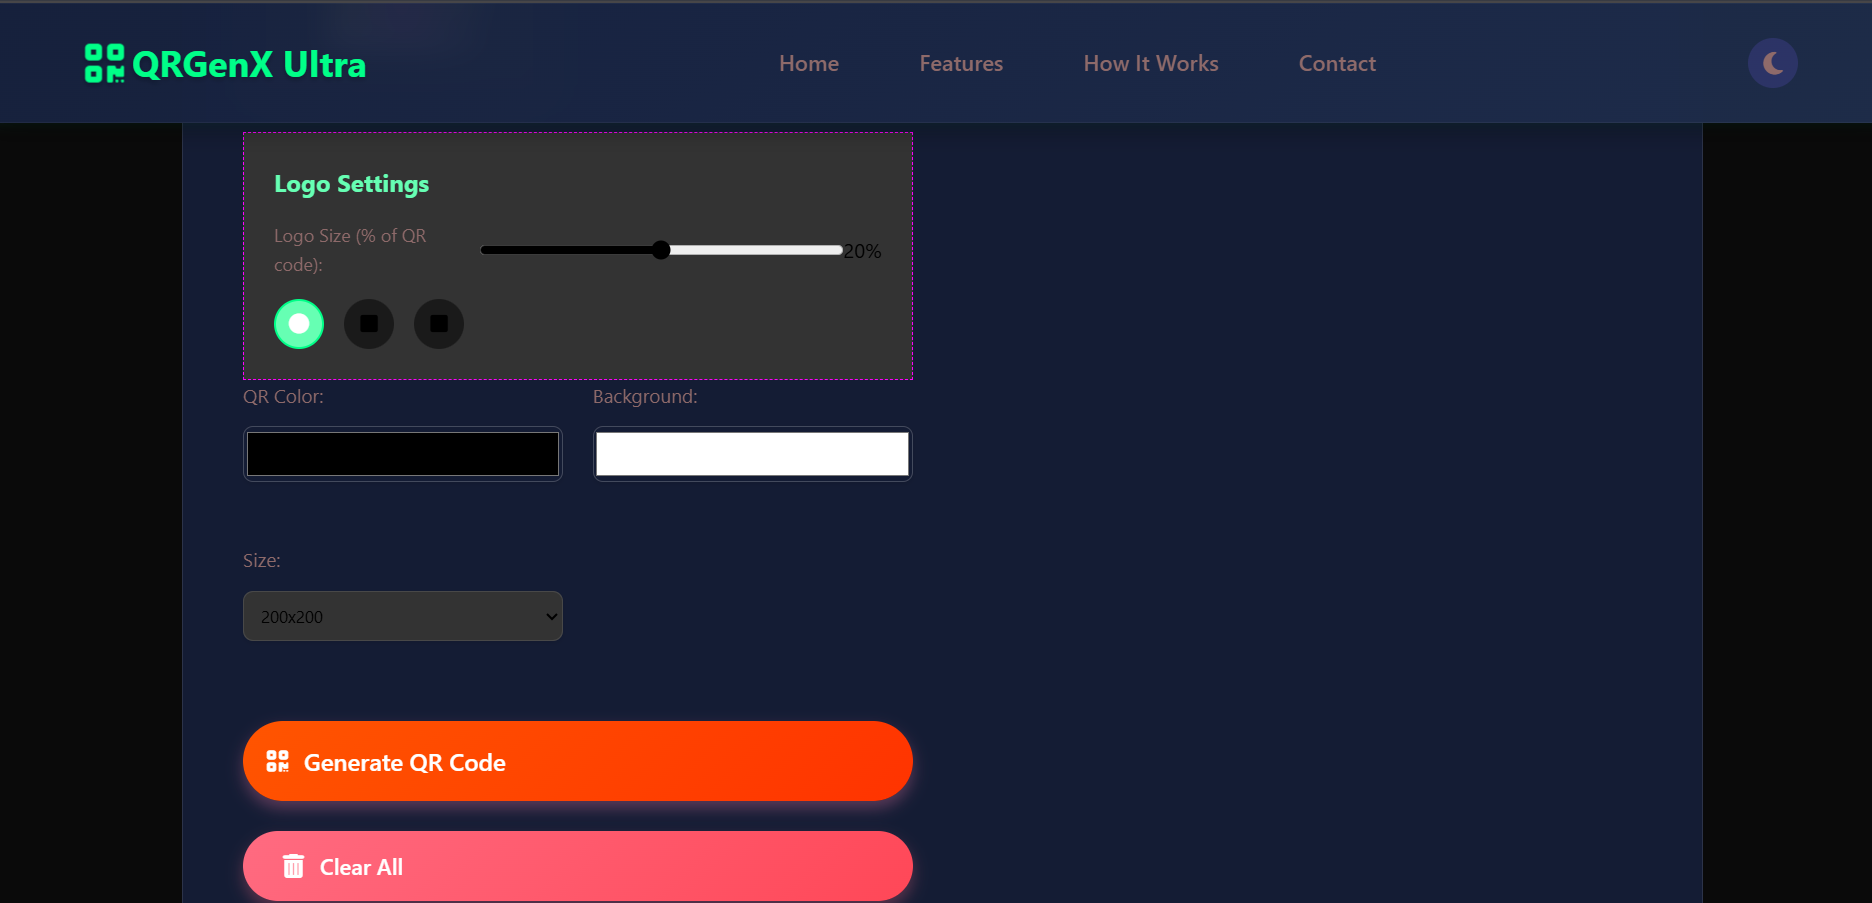 QRGenX Ultra
Home Features How It Works Contact
Logo Settings
Logo Size (% of QR
code):
20%
QR Color: Background:
Size:
200x200
Generate QR Code
Clear All